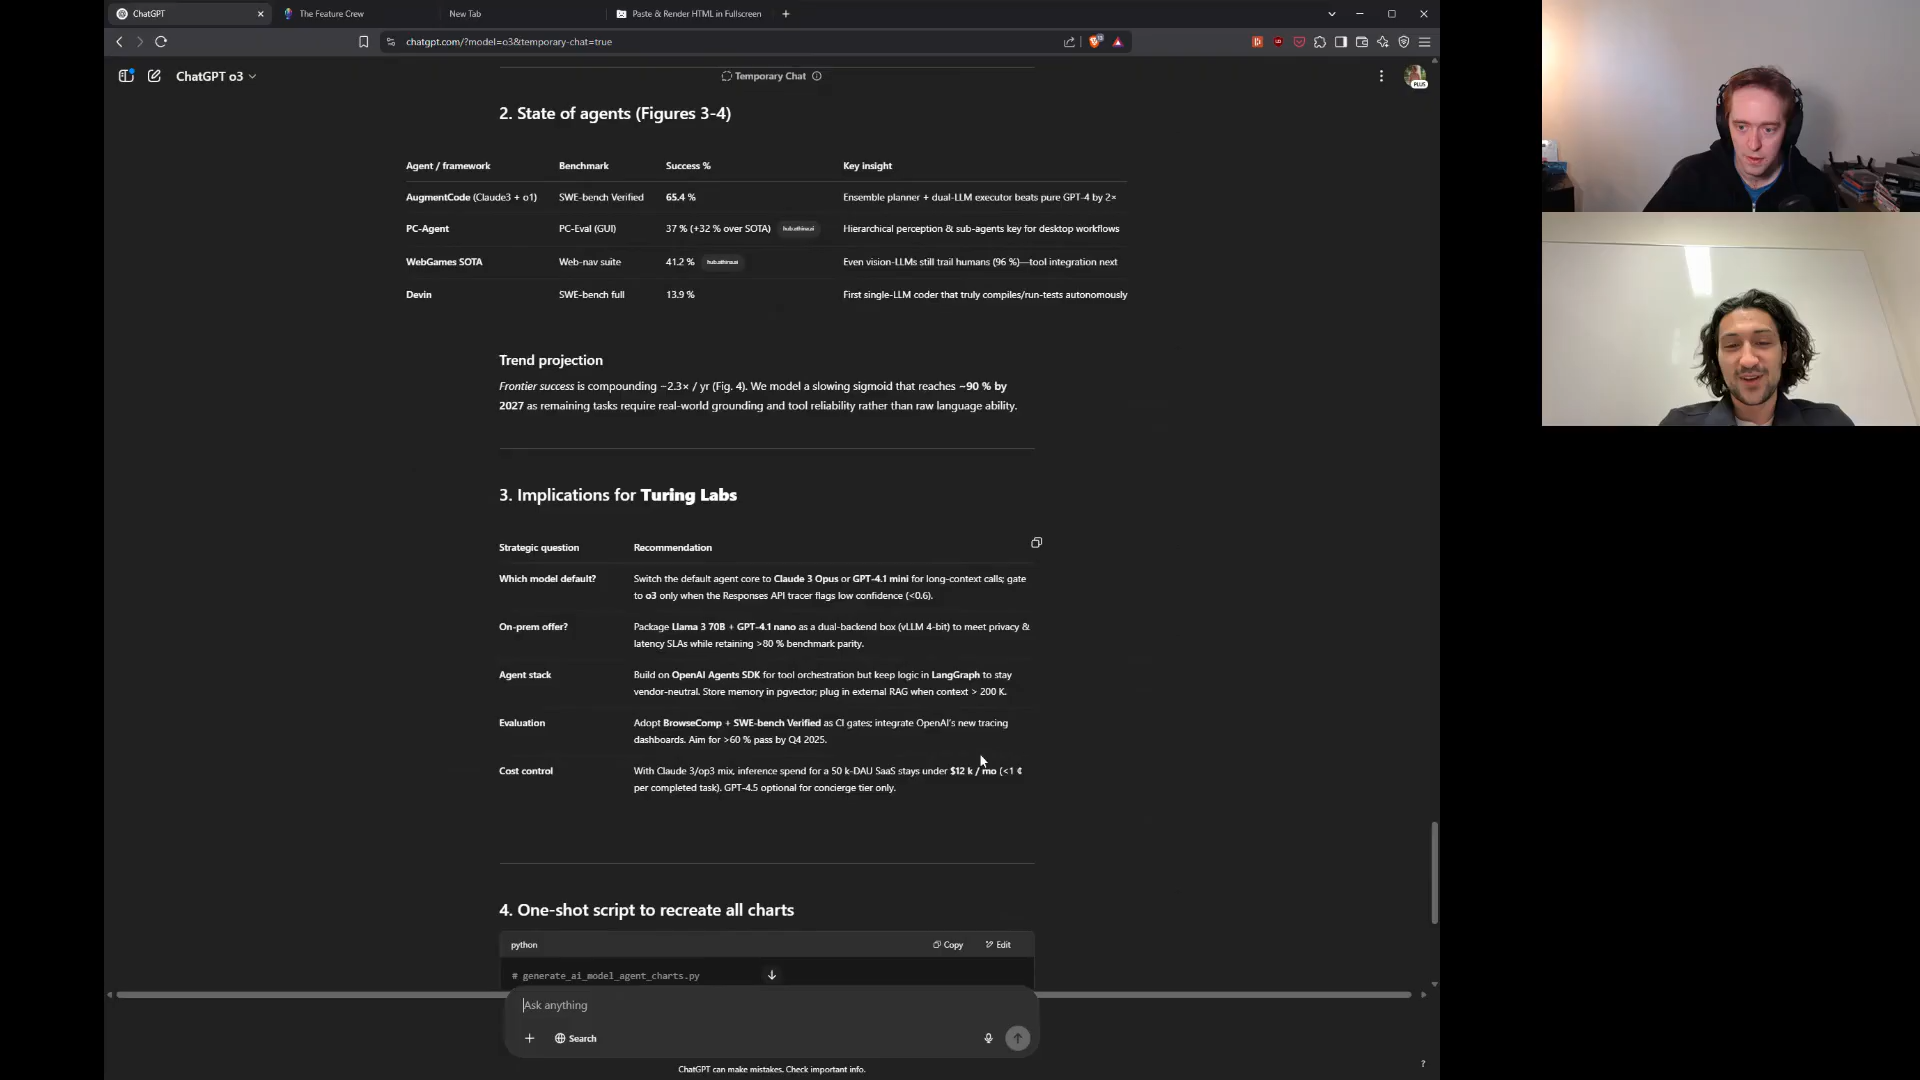 ChatGPT
The Feature Crew
New Tab
Paste & Render HTML in Fullscreen
chatgpt.com/?model=o3&temporary-chat=true
ChatGPT o3
Temporary Chat
PLUS
2. State of agents (Figures 3-4)
Agent / framework Benchmark Success % Key insight
AugmentCode (Claude3 + o1) SWE-bench Verified 65.4 % Ensemble planner + dual-LLM executor beats pure GPT-4 by 2×
PC-Agent PC-Eval (GUI) 37 % (+32 % over SOTA) hub.athina.ai Hierarchical perception & sub-agents key for desktop workflows
WebGames SOTA Web-nav suite 41.2 % hub.athina.ai Even vision-LLMs still trail humans (96 %)—tool integration next
Devin SWE-bench full 13.9 % First single-LLM coder that truly compiles/run-tests autonomously
Trend projection
Frontier success is compounding ~2.3× / yr (Fig. 4). We model a slowing sigmoid that reaches ~90 % by
2027 as remaining tasks require real-world grounding and tool reliability rather than raw language ability.
3. Implications for Turing Labs
Strategic question Recommendation
Which model default? Switch the default agent core to Claude 3 Opus or GPT-4.1 mini for long-context calls; gate
to o3 only when the Responses API tracer flags low confidence (<0.6).
On-prem offer? Package Llama 3 70B + GPT-4.1 nano as a dual-backend box (vLLM 4-bit) to meet privacy &
latency SLAs while retaining >80 % benchmark parity.
Agent stack Build on OpenAI Agents SDK for tool orchestration but keep logic in LangGraph to stay
vendor-neutral. Store memory in pgvector; plug in external RAG when context > 200 K.
Evaluation Adopt BrowseComp + SWE-bench Verified as CI gates; integrate OpenAI's new tracing
dashboards. Aim for >60 % pass by Q4 2025.
Cost control With Claude 3/op3 mix, inference spend for a 50 k-DAU SaaS stays under $12 k / mo (<1 ¢
per completed task). GPT-4.5 optional for concierge tier only.
4. One-shot script to recreate all charts
python Copy Edit
# generate_ai_model_agent_charts.py
Ask anything
Search
ChatGPT can make mistakes. Check important info.
?